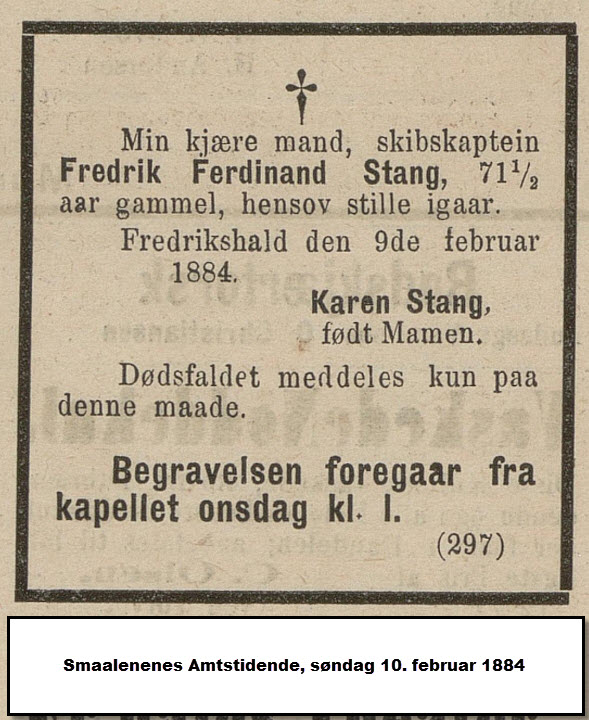 Min kjære mand, skibskaptein
Fredrik Ferdinand Stang, 71½
aar gammel, hensov stille igaar.
Fredrikshald den 9de februar
1884.
Karen Stang,
født Mamen.
Dødsfaldet meddeles kun paa
denne maade.
Begravelsen foregaar fra
kapellet onsdag kl. 1.
(297)
Smaalenenes Amtstidende, søndag 10. februar 1884